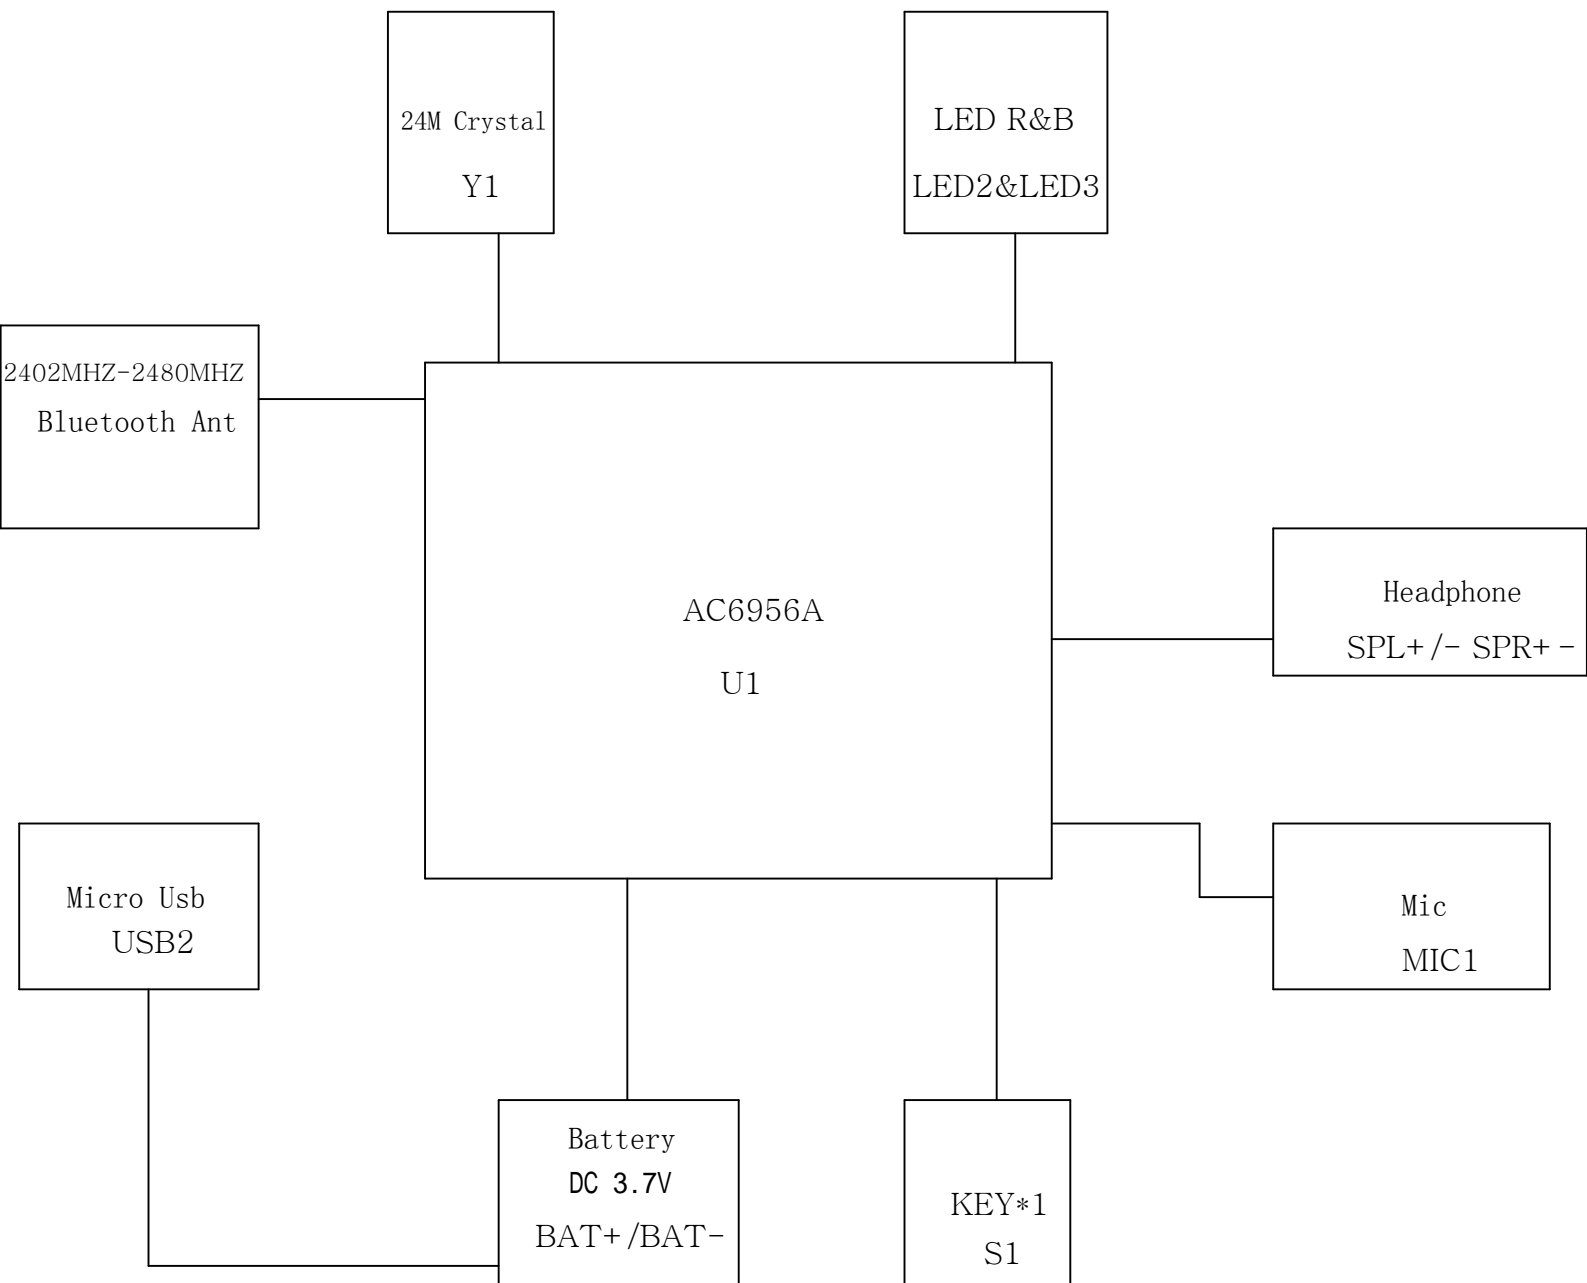 24M Crystal
Y1
LED R&B
LED2&LED3
2402MHZ-2480MHZ
Bluetooth Ant
AC6956A
U1
Headphone
SPL+/- SPR+-
Micro Usb
USB2
Mic
MIC1
Battery
DC 3.7V
BAT+/BAT-
KEY*1
S1